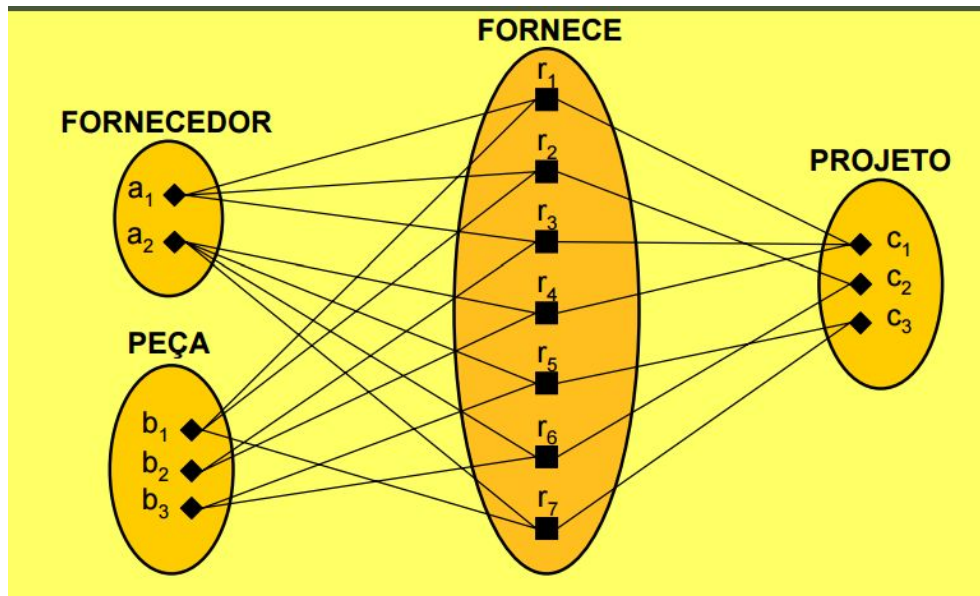 FORNECE
r1
r2
r3
r4
r5
r6
r7
FORNECEDOR
a1
a2
PEÇA
b1
b2
b3
PROJETO
c1
c2
c3